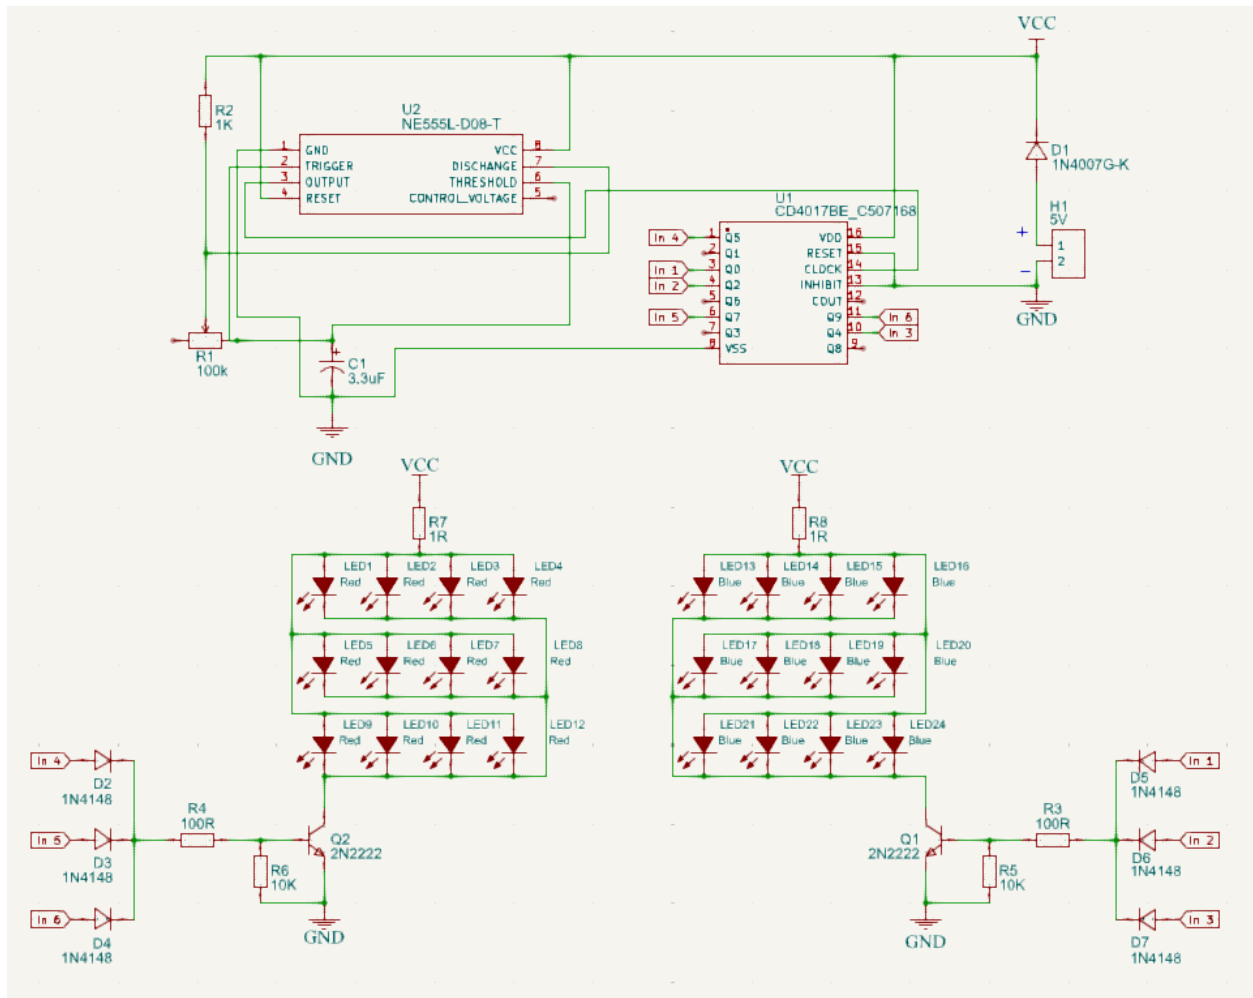 VCC
R2
1K
U2
NE555L-D08-T
1 GND VCC 8
2 TRIGGER DISCHANGE 7
3 OUTPUT THRESHOLD 6
4 RESET CONTROL_VOLTAGE 5
D1
1N4007G-K
H1
5V
+
1
2
−
GND
U1
CD4017BE_C507168
In 4 1 Q5 VDD 16
2 Q1 RESET 15
In 1 3 Q0 CLOCK 14
In 2 4 Q2 INHIBIT 13
5 Q6 COUT 12
In 5 6 Q7 Q9 11 In 6
7 Q3 Q4 10 In 3
8 VSS Q8 9
R1
100k
+
C1
3.3uF
GND
VCC
R7
1R
LED1 LED2 LED3 LED4
Red Red Red Red
LED5 LED6 LED7 LED8
Red Red Red Red
LED9 LED10 LED11 LED12
Red Red Red Red
In 4
D2
1N4148
In 5
D3
1N4148
In 6
D4
1N4148
R4
100R
R6
10K
Q2
2N2222
GND
VCC
R8
1R
LED13 LED14 LED15 LED16
Blue Blue Blue Blue
LED17 LED18 LED19 LED20
Blue Blue Blue Blue
LED21 LED22 LED23 LED24
Blue Blue Blue Blue
Q1
2N2222
R3
100R
R5
10K
GND
In 1
D5
1N4148
In 2
D6
1N4148
In 3
D7
1N4148